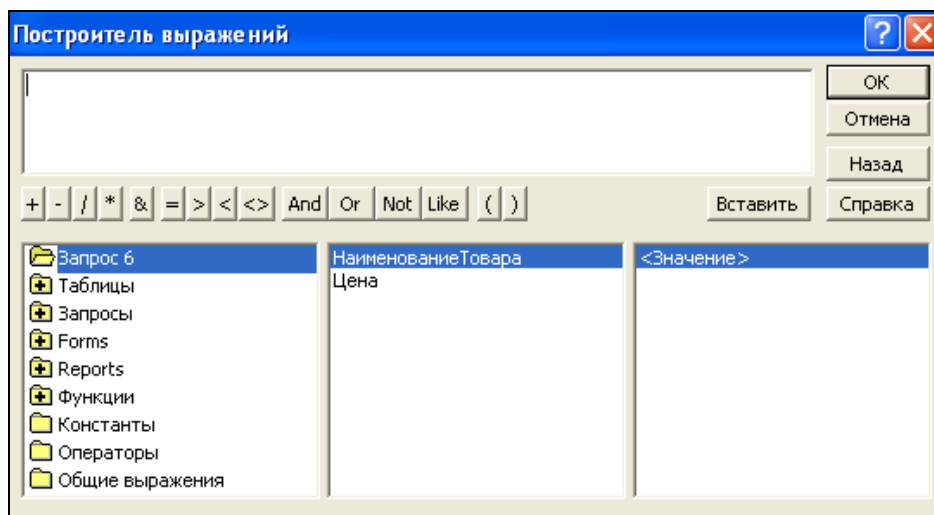 Построитель выражений
ОК
Отмена
Назад
+ - / * & = > < <> And Or Not Like ( ) Вставить Справка
Запрос 6 НаименованиеТовара <Значение>
Таблицы Цена
Запросы
Forms
Reports
Функции
Константы
Операторы
Общие выражения